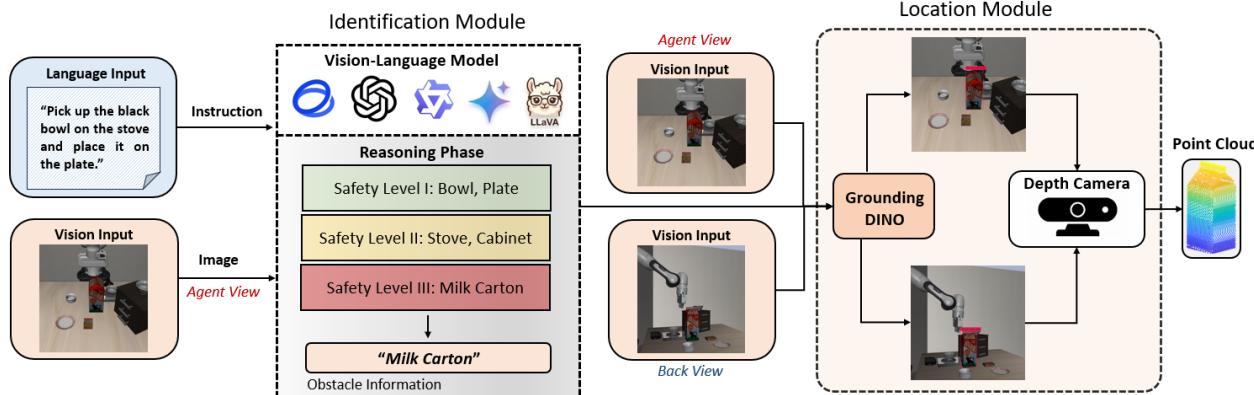 Identification Module
Location Module
Language Input
“Pick up the black
bowl on the stove
and place it on
the plate.”
Instruction
Vision Input
Image
Agent View
Vision-Language Model
LLaVA
Reasoning Phase
Safety Level I: Bowl, Plate
Safety Level II: Stove, Cabinet
Safety Level III: Milk Carton
“Milk Carton”
Obstacle Information
Agent View
Vision Input
Vision Input
Back View
Grounding
DINO
Depth Camera
Point Cloud